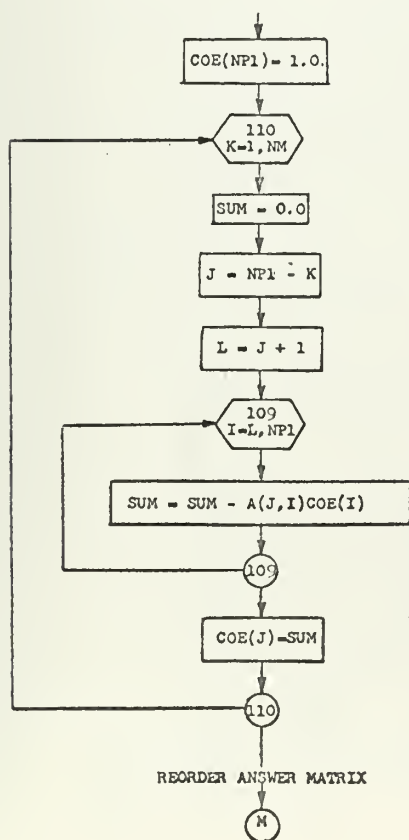 COE(NP1)= 1.0.
110
K=1,NM
SUM = 0.0
J = NP1 - K
L = J + 1
109
I=L,NP1
SUM = SUM - A(J,I)COE(I)
109
COE(J)=SUM
110
REORDER ANSWER MATRIX
M